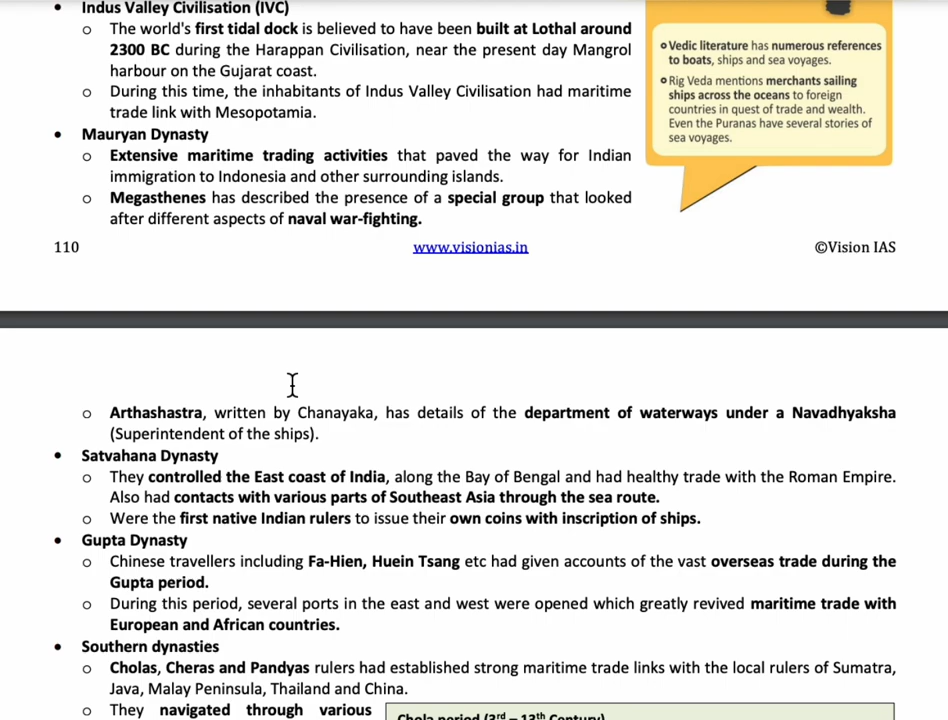 • Indus Valley Civilisation (IVC)
o The world's first tidal dock is believed to have been built at Lothal around
2300 BC during the Harappan Civilisation, near the present day Mangrol
harbour on the Gujarat coast.
o During this time, the inhabitants of Indus Valley Civilisation had maritime
trade link with Mesopotamia.
• Mauryan Dynasty
o Extensive maritime trading activities that paved the way for Indian
immigration to Indonesia and other surrounding islands.
o Megasthenes has described the presence of a special group that looked
after different aspects of naval war-fighting.
Vedic literature has numerous references
to boats, ships and sea voyages.
Rig Veda mentions merchants sailing
ships across the oceans to foreign
countries in quest of trade and wealth.
Even the Puranas have several stories of
sea voyages.
110 www.visionias.in ©Vision IAS
o Arthashastra, written by Chanayaka, has details of the department of waterways under a Navadhyaksha
(Superintendent of the ships).
• Satvahana Dynasty
o They controlled the East coast of India, along the Bay of Bengal and had healthy trade with the Roman Empire.
Also had contacts with various parts of Southeast Asia through the sea route.
o Were the first native Indian rulers to issue their own coins with inscription of ships.
• Gupta Dynasty
o Chinese travellers including Fa-Hien, Huein Tsang etc had given accounts of the vast overseas trade during the
Gupta period.
o During this period, several ports in the east and west were opened which greatly revived maritime trade with
European and African countries.
• Southern dynasties
o Cholas, Cheras and Pandyas rulers had established strong maritime trade links with the local rulers of Sumatra,
Java, Malay Peninsula, Thailand and China.
o They navigated through various
Chola period (3rd – 13th Century)